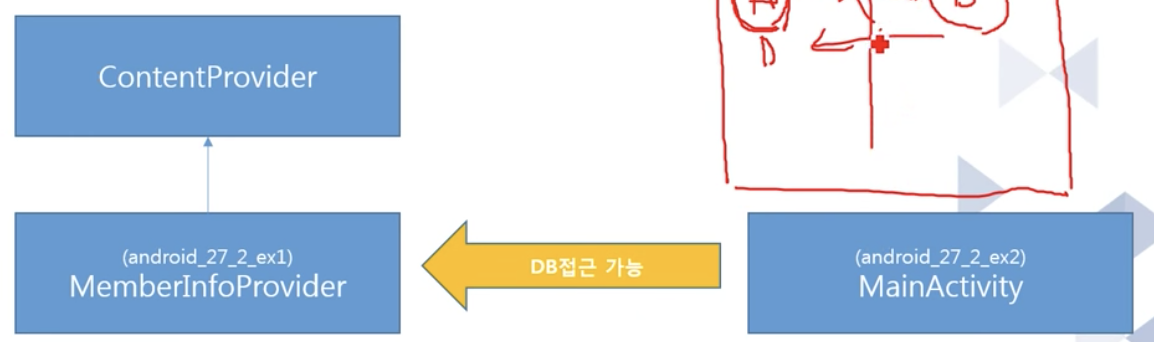 ContentProvider
(android_27_2_ex1)
MemberInfoProvider
DB접근 가능
(android_27_2_ex2)
MainActivity
A
B
D